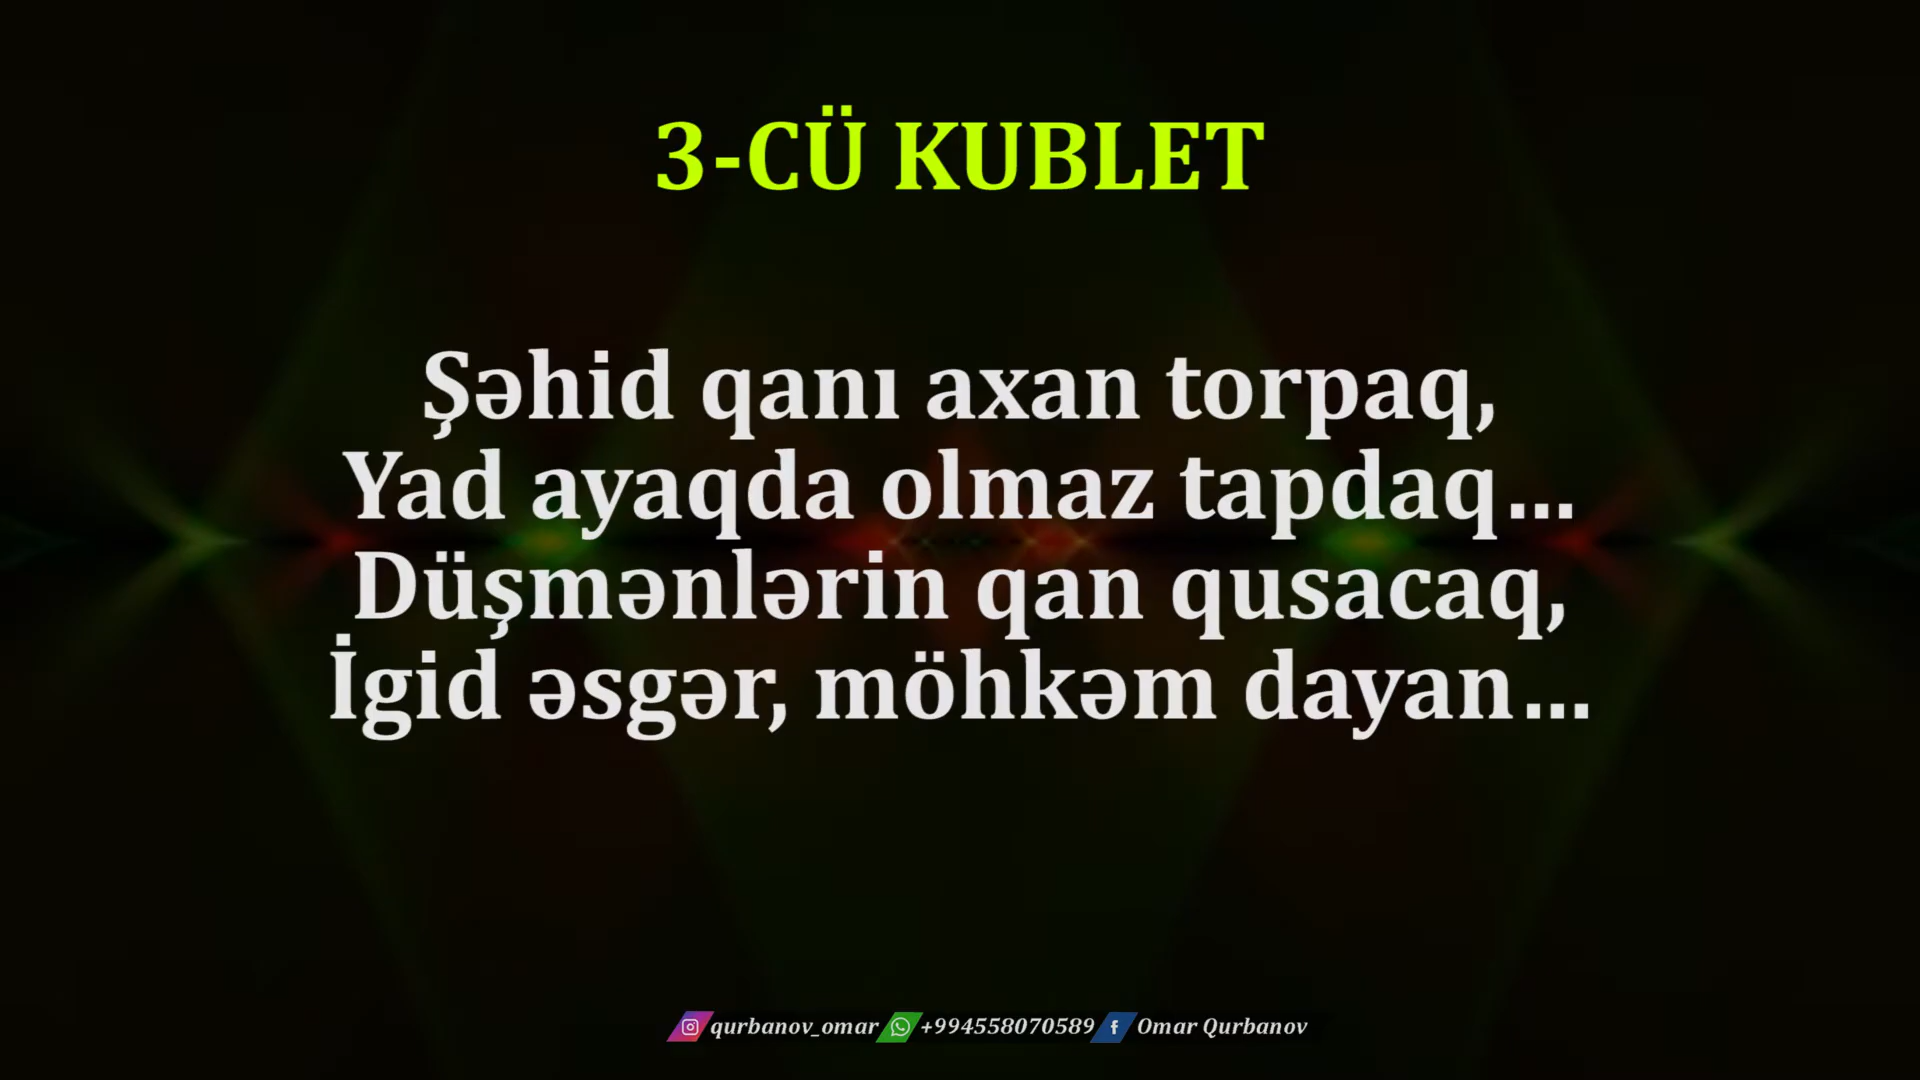 3-CÜ KUBLET
Şəhid qanı axan torpaq,
Yad ayaqda olmaz tapdaq...
Düşmənlərin qan qusacaq,
İgid əsgər, möhkəm dayan...
qurbanov_omar +994558070589 Omar Qurbanov